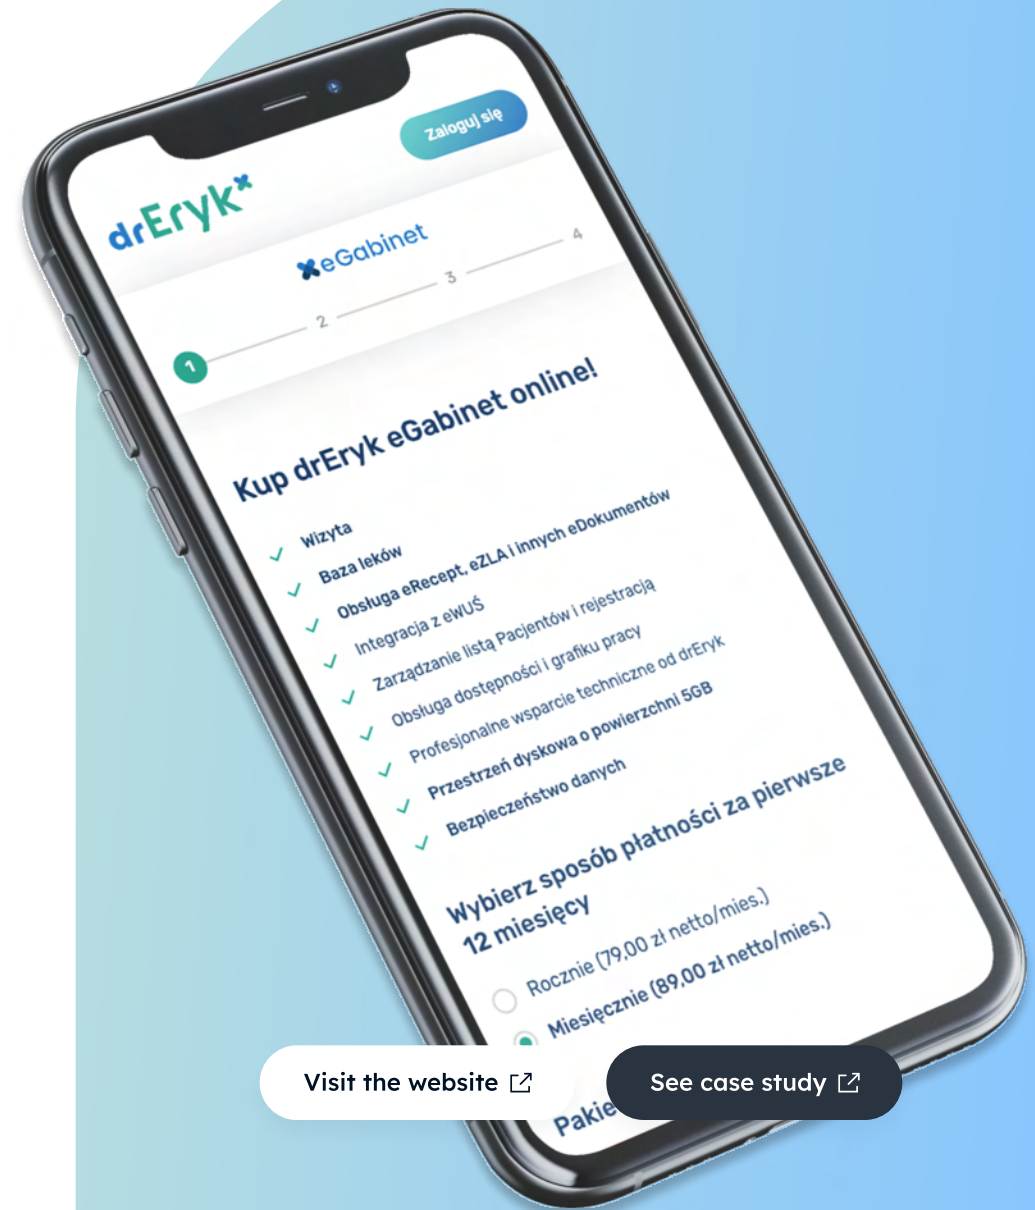 Zaloguj się
drEryk
eGabinet
1
2
3
4
Kup drEryk eGabinet online!
Wizyta
Baza leków
Obsługa eRecept, eZLA i innych eDokumentów
Integracja z eWUŚ
Zarządzanie listą Pacjentów i rejestracją
Obsługa dostępności i grafiku pracy
Profesjonalne wsparcie techniczne od drEryk
Przestrzeń dyskowa o powierzchni 5GB
Bezpieczeństwo danych
Wybierz sposób płatności za pierwsze
12 miesięcy
Rocznie (79,00 zł netto/mies.)
Miesięcznie (89,00 zł netto/mies.)
Visit the website
See case study